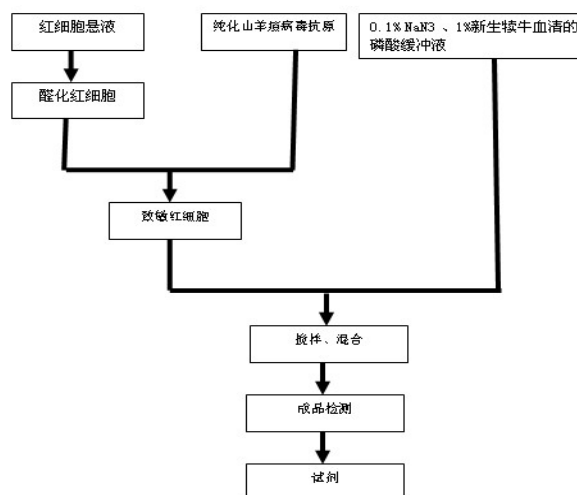 红细胞悬液
纯化山羊痘病毒抗原
0.1% NaN3 、1%新生犊牛血清的
磷酸缓冲液
醛化红细胞
致敏红细胞
搅拌、混合
成品检测
试剂